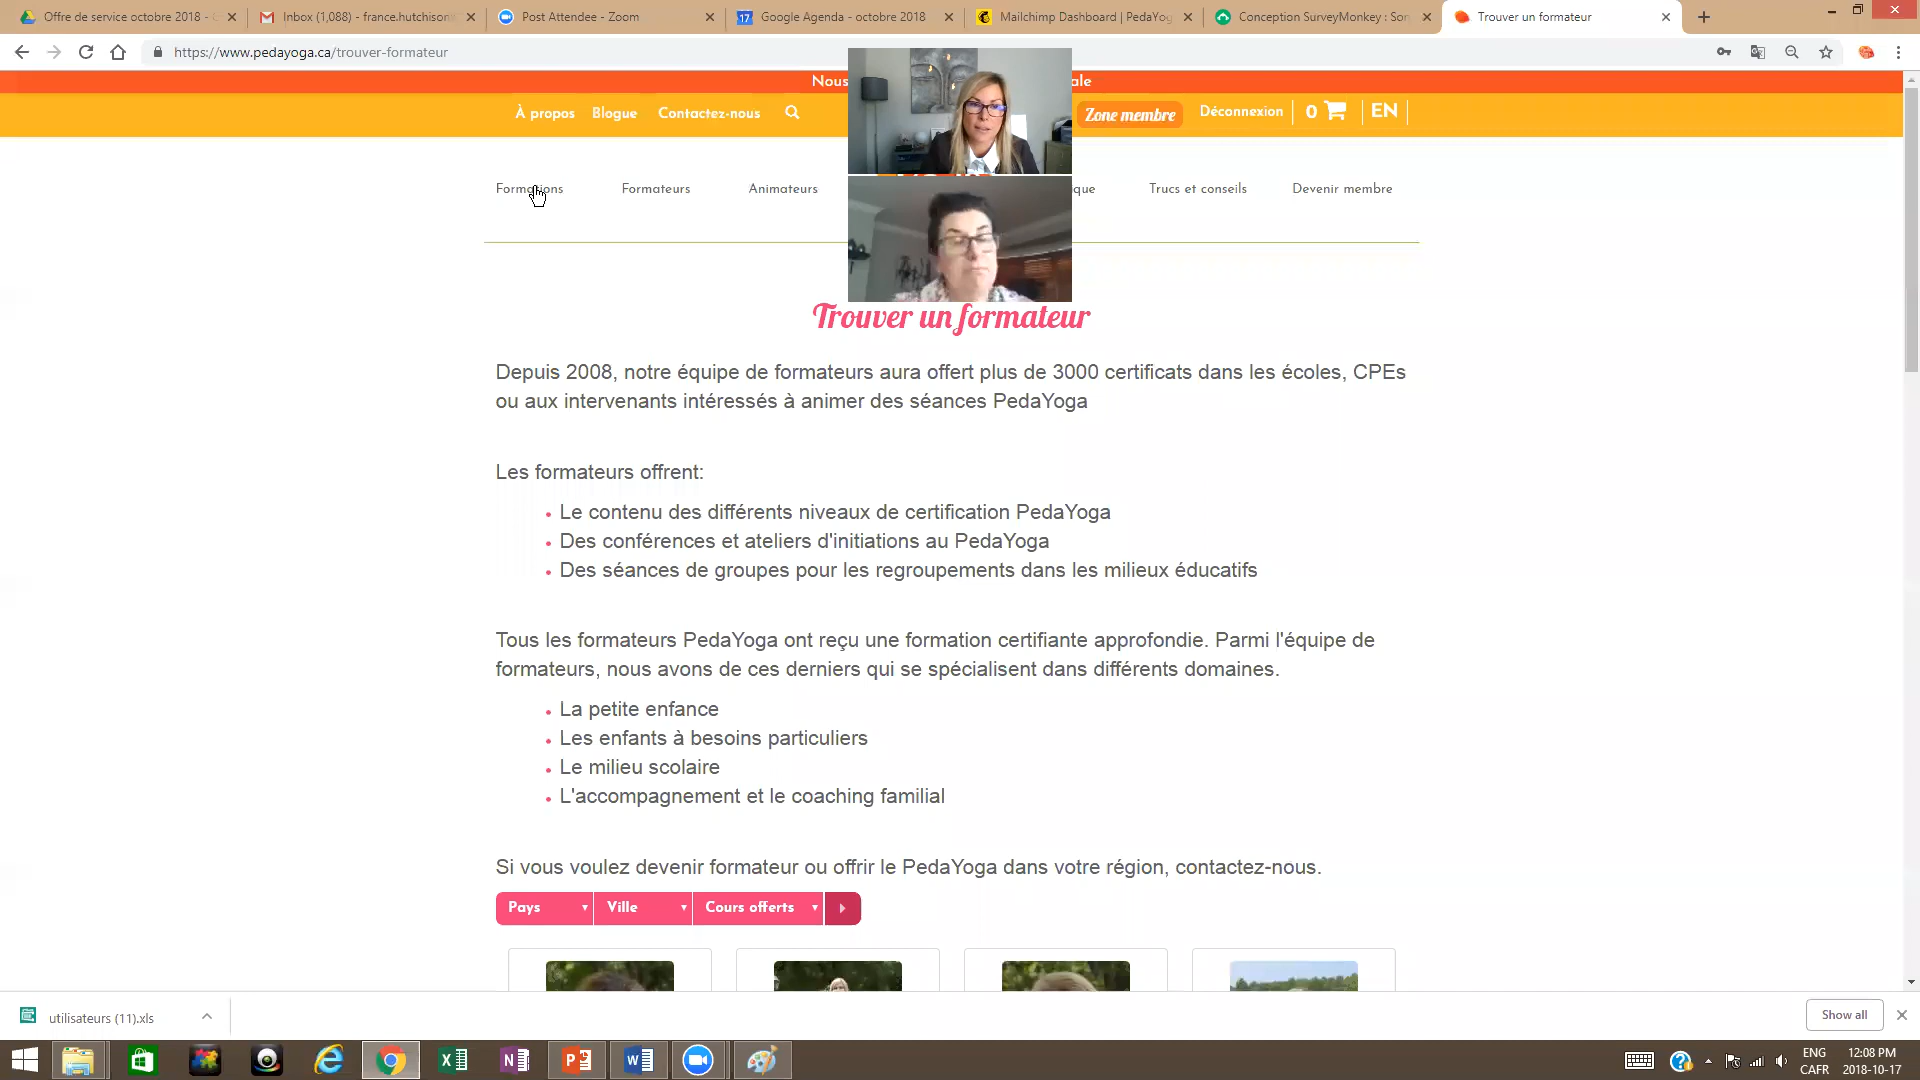 Offre de service octobre 2018 -
Inbox (1,088) - france.hutchison
Post Attendee - Zoom
Google Agenda - octobre 2018
Mailchimp Dashboard | PedaYog
Conception SurveyMonkey : Son
Trouver un formateur
https://www.pedayoga.ca/trouver-formateur
Nous
ale
À propos
Blogue
Contactez-nous
Zone membre
Déconnexion
0
EN
Formations
Formateurs
Animateurs
que
Trucs et conseils
Devenir membre
Trouver un formateur
Depuis 2008, notre équipe de formateurs aura offert plus de 3000 certificats dans les écoles, CPEs
ou aux intervenants intéressés à animer des séances PedaYoga
Les formateurs offrent:
• Le contenu des différents niveaux de certification PedaYoga
• Des conférences et ateliers d'initiations au PedaYoga
• Des séances de groupes pour les regroupements dans les milieux éducatifs
Tous les formateurs PedaYoga ont reçu une formation certifiante approfondie. Parmi l'équipe de
formateurs, nous avons de ces derniers qui se spécialisent dans différents domaines.
• La petite enfance
• Les enfants à besoins particuliers
• Le milieu scolaire
• L'accompagnement et le coaching familial
Si vous voulez devenir formateur ou offrir le PedaYoga dans votre région, contactez-nous.
Pays
Ville
Cours offerts
utilisateurs (11).xls
Show all
ENG
12:08 PM
CAFR
2018-10-17